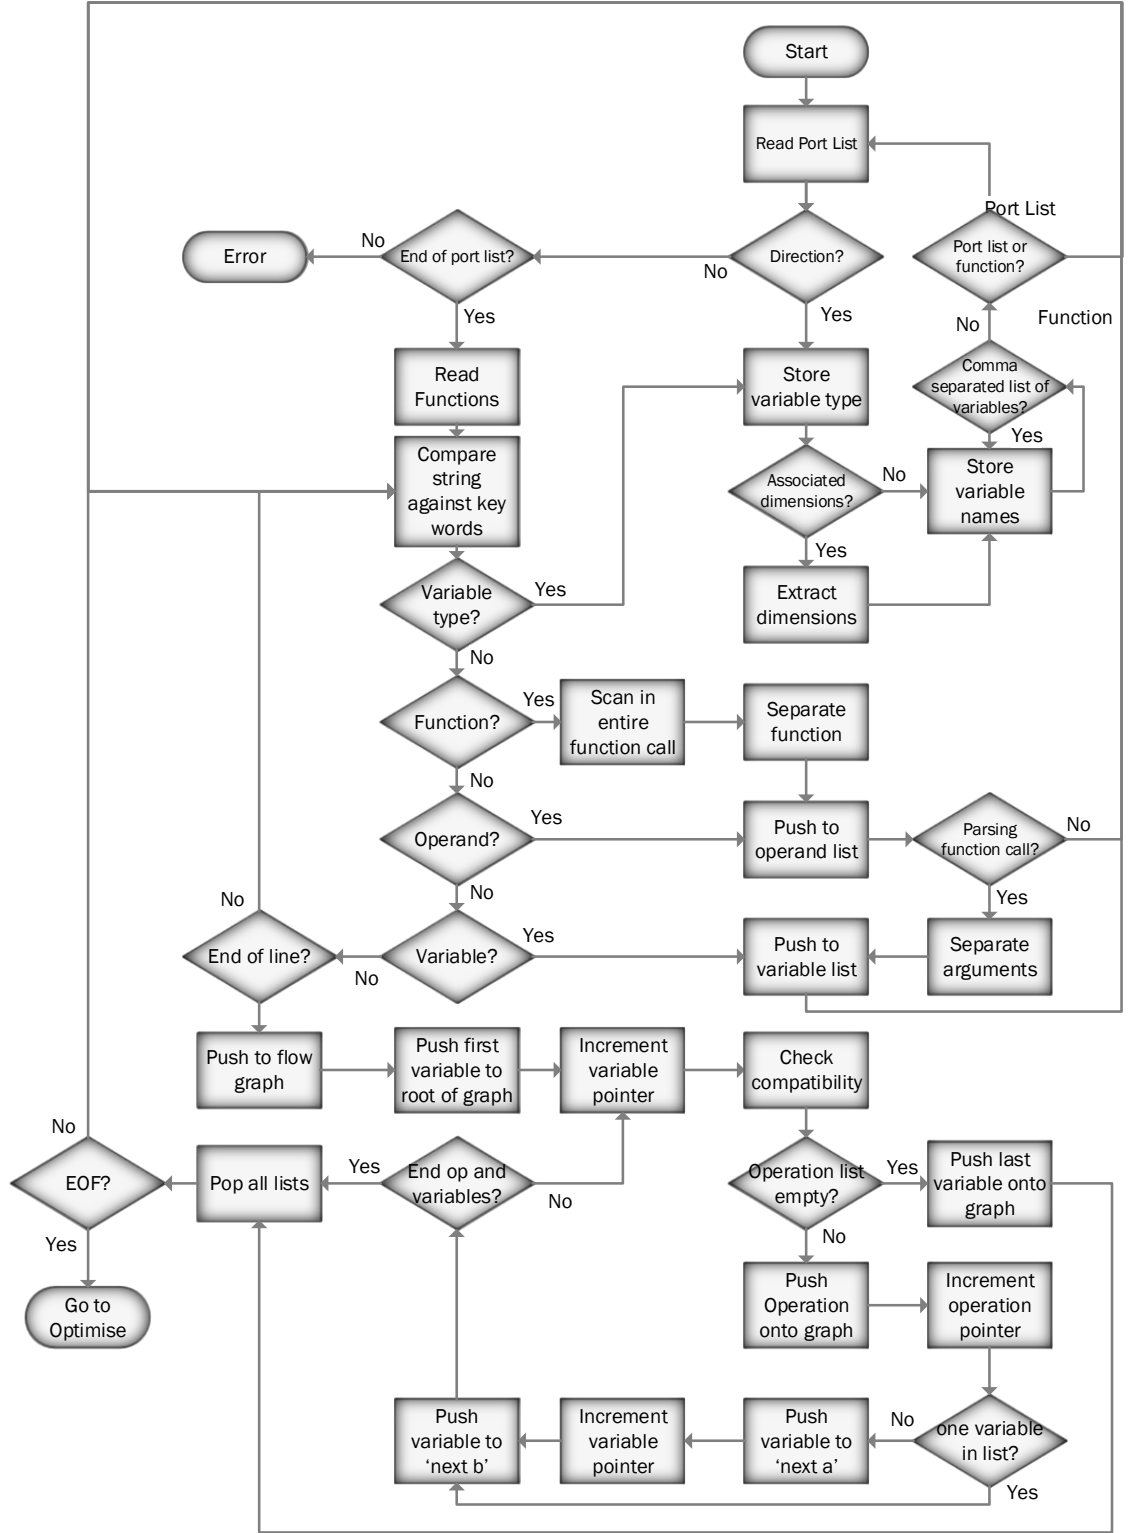 Start
Read Port List
Port List
No
Error
End of port list?
No
Direction?
Port list or
function?
Yes
Yes
No
Function
Read
Functions
Store
variable type
Comma
separated list of
variables?
Yes
Compare
string
against key
words
Associated
dimensions?
No
Store
variable
names
Yes
Variable
type?
Yes
Extract
dimensions
No
Function?
Yes
Scan in
entire
function call
Separate
function
No
Operand?
Yes
Push to
operand list
Parsing
function call?
No
No
Yes
No
End of line?
No
Variable?
Yes
Push to
variable list
Separate
arguments
Push to flow
graph
Push first
variable to
root of graph
Increment
variable
pointer
Check
compatibility
No
EOF?
Pop all lists
Yes
End op and
variables?
No
Operation list
empty?
Yes
Push last
variable onto
graph
Yes
No
Go to
Optimise
Push
Operation
onto graph
Increment
operation
pointer
Push
variable to
‘next b’
Increment
variable
pointer
Push
variable to
‘next a’
No
one variable
in list?
Yes